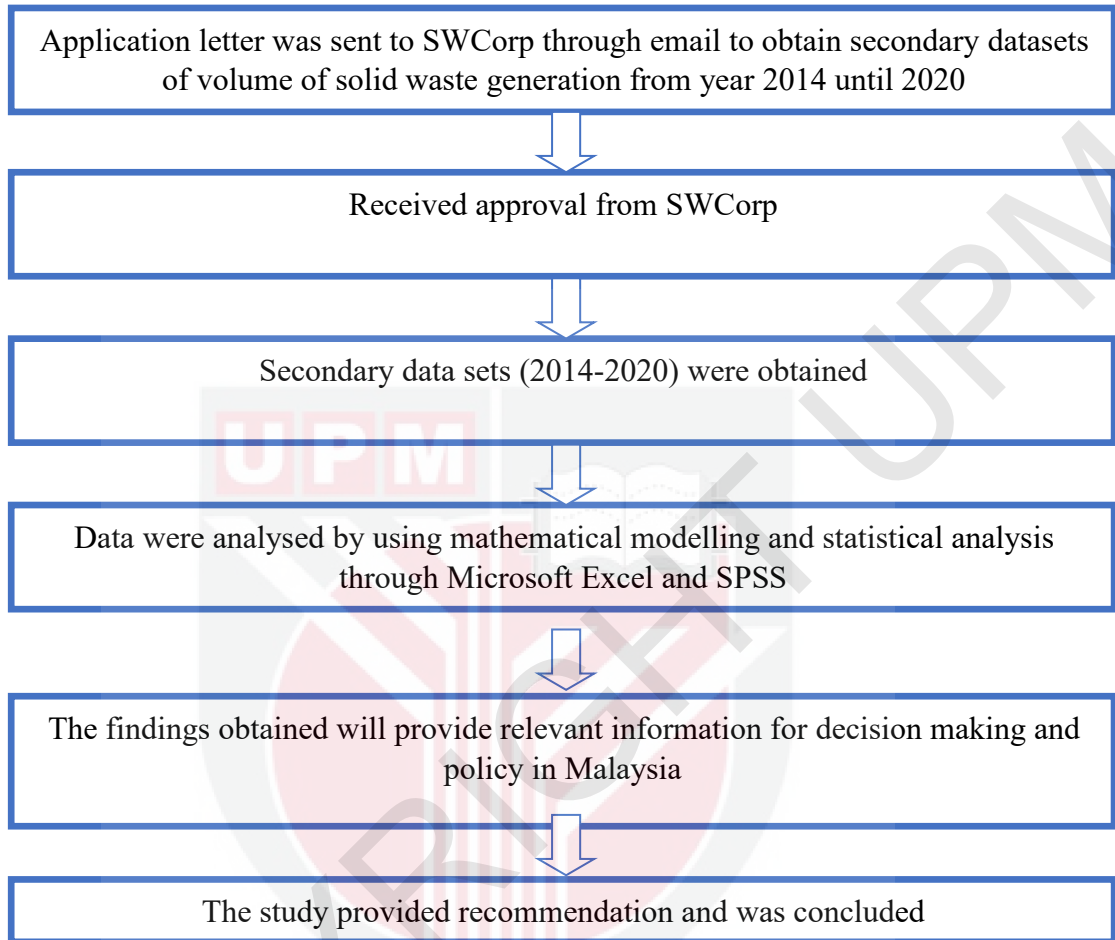 Application letter was sent to SWCorp through email to obtain secondary datasets
of volume of solid waste generation from year 2014 until 2020
Received approval from SWCorp
Secondary data sets (2014-2020) were obtained
UPM
Data were analysed by using mathematical modelling and statistical analysis
through Microsoft Excel and SPSS
The findings obtained will provide relevant information for decision making and
policy in Malaysia
The study provided recommendation and was concluded
YRIGHT UPM